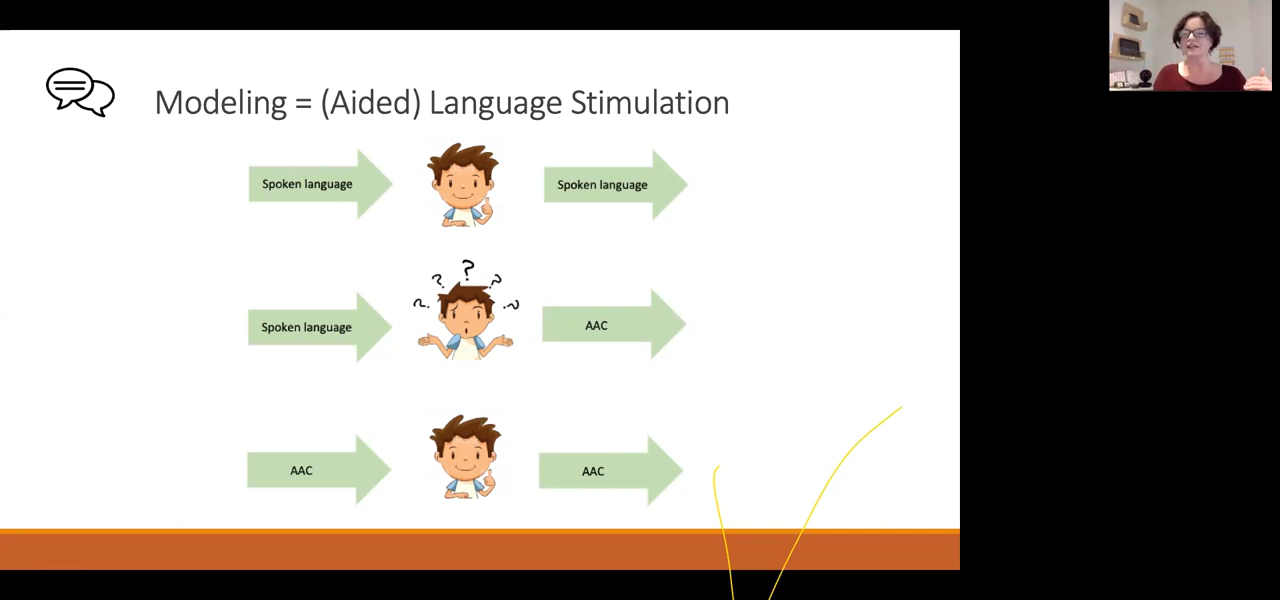 Modeling = (Aided) Language Stimulation
Spoken language
Spoken language
? ? ? ? ?
Spoken language
AAC
AAC
AAC